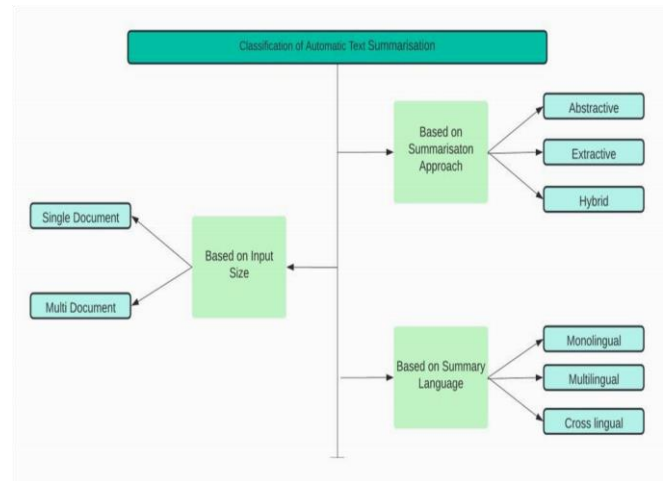 Classification of Automatic Text Summarisation
Based on
Summarisaton
Approach
Abstractive
Extractive
Hybrid
Based on Input
Size
Single Document
Multi Document
Based on Summary
Language
Monolingual
Multilingual
Cross lingual